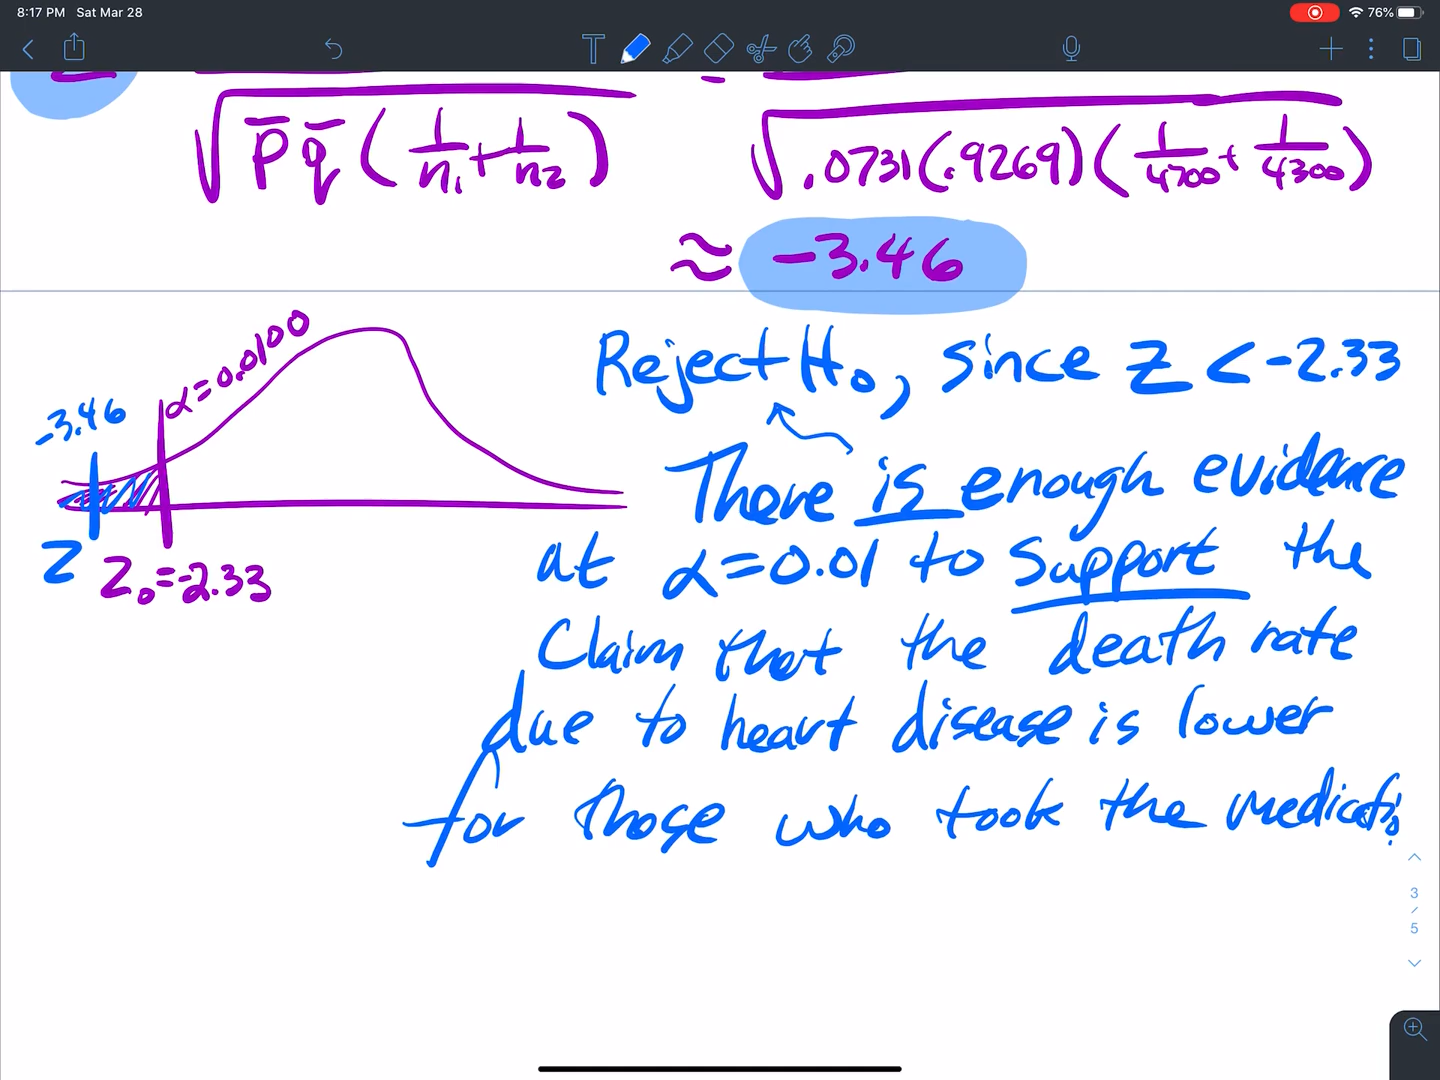 8:17 PM Sat Mar 28 76%
T
√p̄ q̄ (1/n₁ + 1/n₂) = √.0731(.9269)(1/4700 + 1/4300)
≈ -3.46
α=0.0100
-3.46
Z Z₀=-2.33
Reject H₀, since Z < -2.33
There is enough evidence
at α=0.01 to support the
Claim that the death rate
due to heart disease is lower
for those who took the
3
/
5